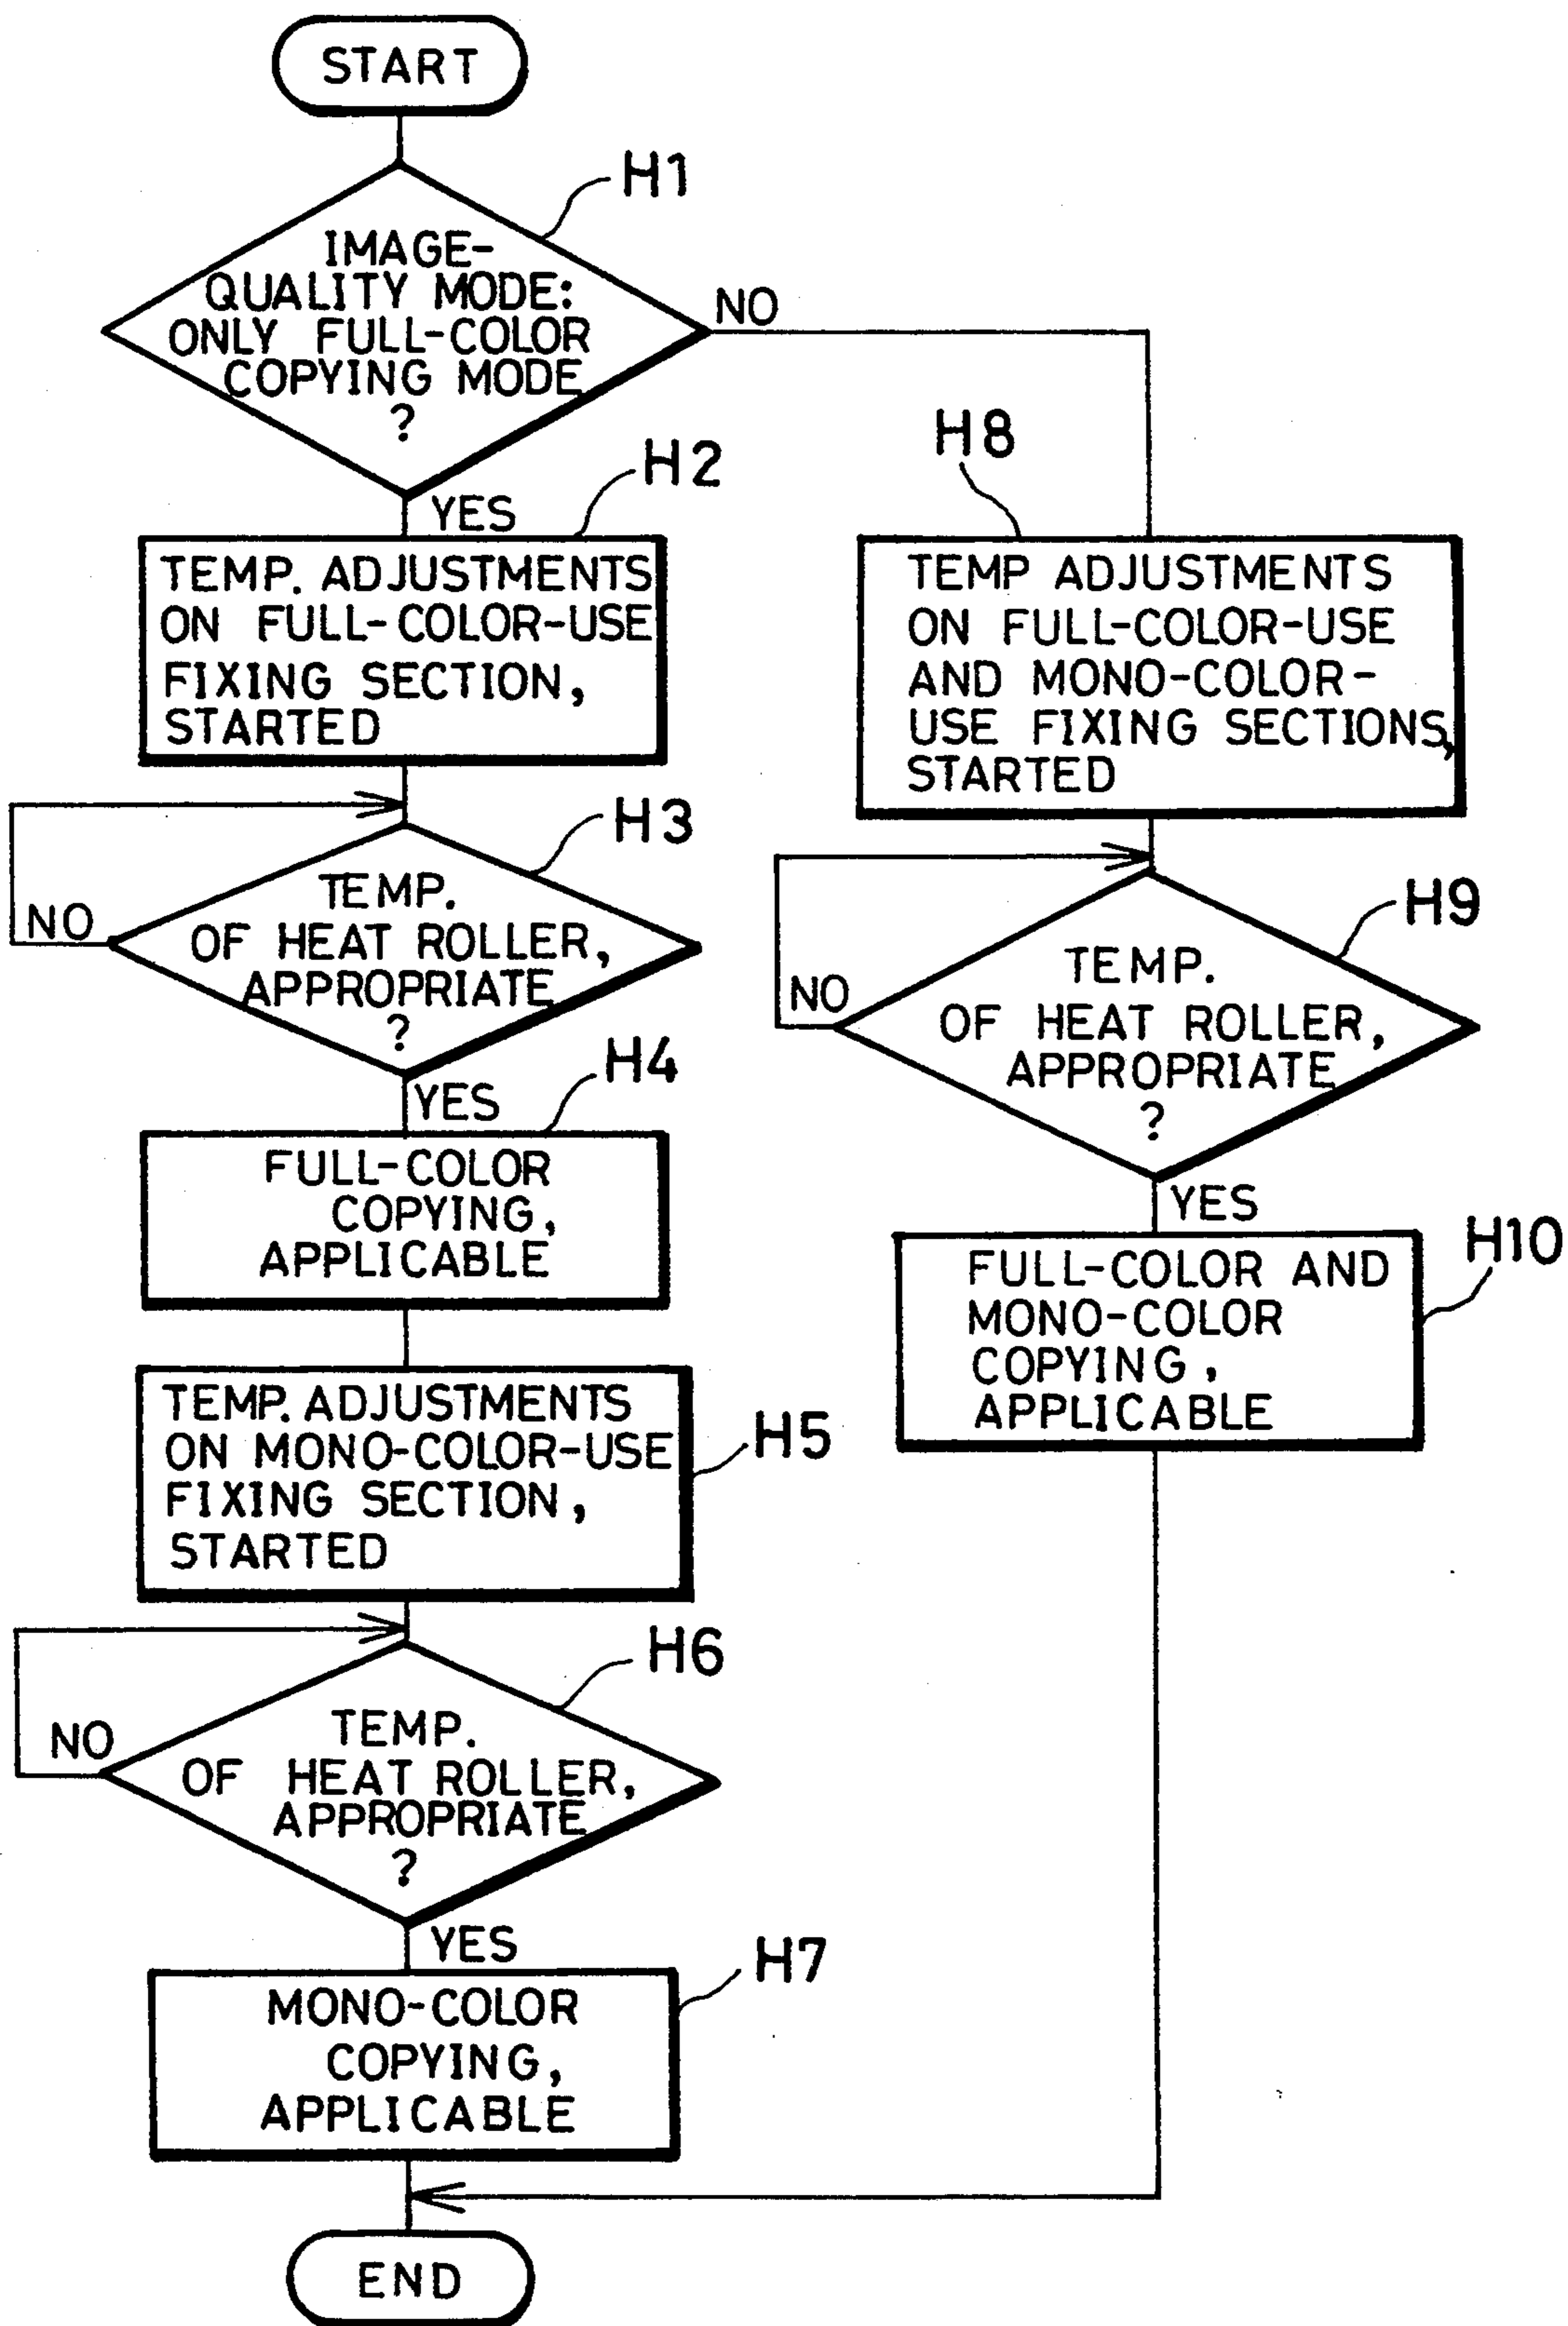 START
H1
IMAGE-
QUALITY MODE:
ONLY FULL-COLOR
COPYING MODE
?
NO
YES
H2
TEMP. ADJUSTMENTS
ON FULL-COLOR-USE
FIXING SECTION,
STARTED
H3
TEMP.
OF HEAT ROLLER,
APPROPRIATE
?
NO
YES
H4
FULL-COLOR
COPYING,
APPLICABLE
H5
TEMP. ADJUSTMENTS
ON MONO-COLOR-USE
FIXING SECTION,
STARTED
H6
TEMP.
OF HEAT ROLLER,
APPROPRIATE
?
NO
YES
H7
MONO-COLOR
COPYING,
APPLICABLE
H8
TEMP ADJUSTMENTS
ON FULL-COLOR-USE
AND MONO-COLOR-
USE FIXING SECTIONS,
STARTED
H9
TEMP.
OF HEAT ROLLER,
APPROPRIATE
?
NO
YES
H10
FULL-COLOR AND
MONO-COLOR
COPYING,
APPLICABLE
END